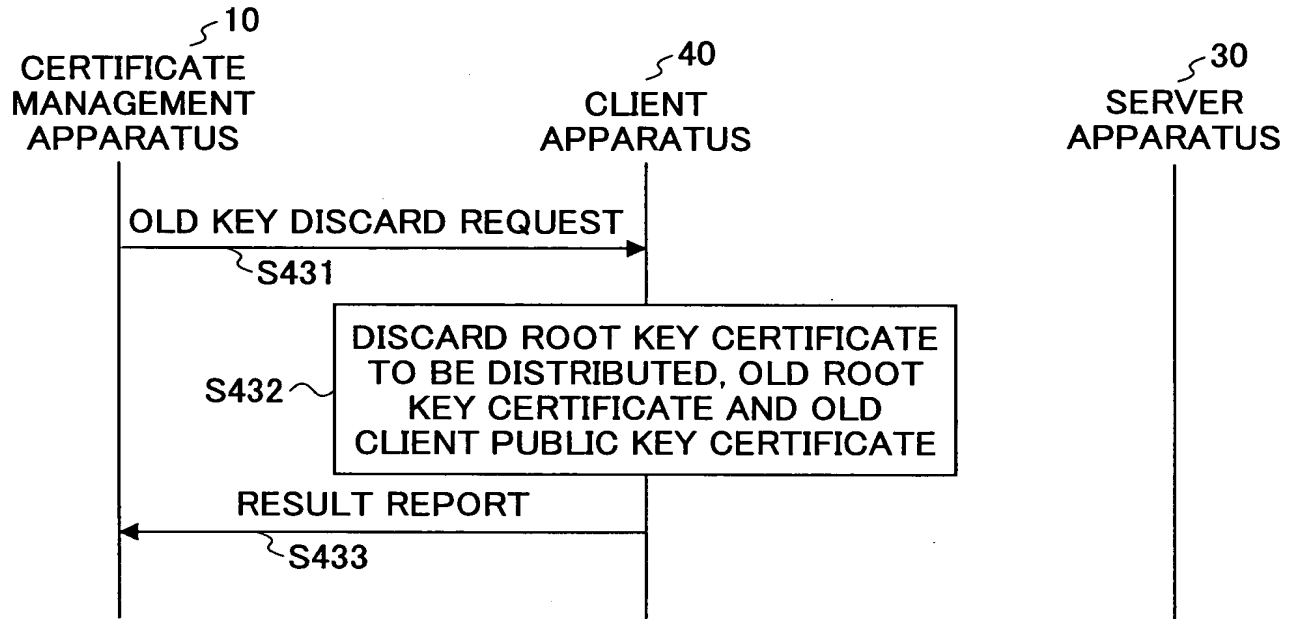 10
CERTIFICATE
MANAGEMENT
APPARATUS
40
CLIENT
APPARATUS
30
SERVER
APPARATUS
OLD KEY DISCARD REQUEST
S431
DISCARD ROOT KEY CERTIFICATE
TO BE DISTRIBUTED, OLD ROOT
KEY CERTIFICATE AND OLD
CLIENT PUBLIC KEY CERTIFICATE
S432
RESULT REPORT
S433